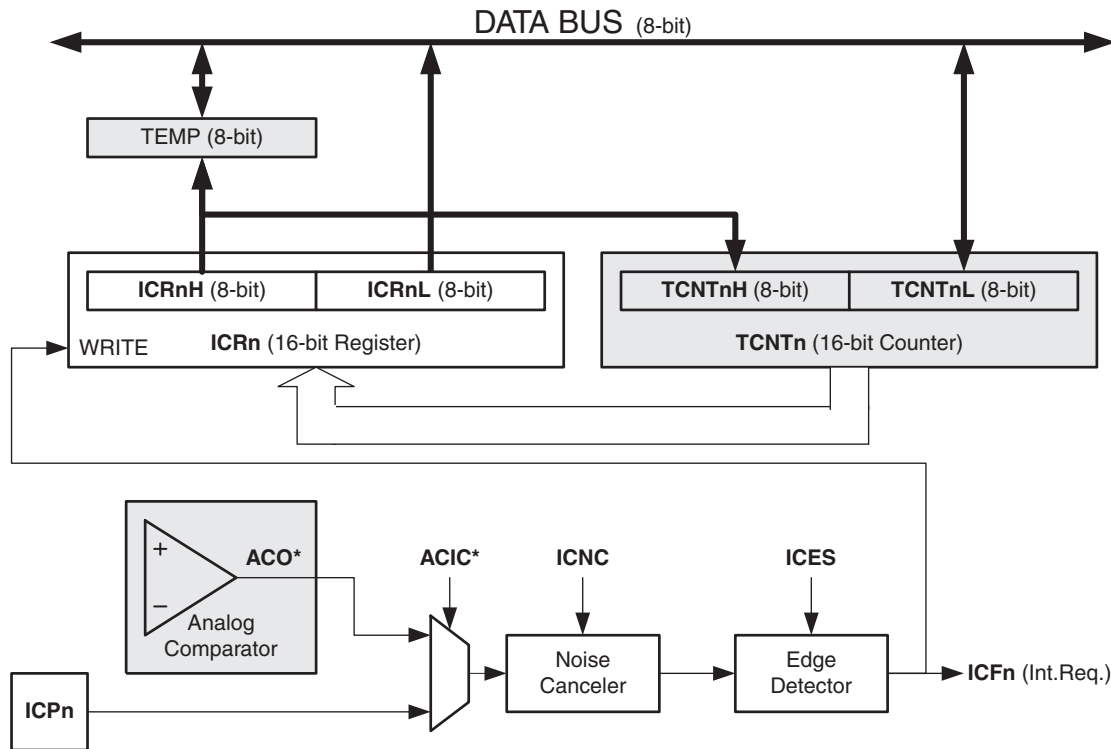 DATA BUS (8-bit)
TEMP (8-bit)
ICRnH (8-bit) ICRnL (8-bit) TCNTnH (8-bit) TCNTnL (8-bit)
WRITE ICRn (16-bit Register) TCNTn (16-bit Counter)
+ ACO* ACIC* ICNC ICES
−
Analog
Comparator
Noise
Canceler
Edge
Detector
ICFn (Int.Req.)
ICPn